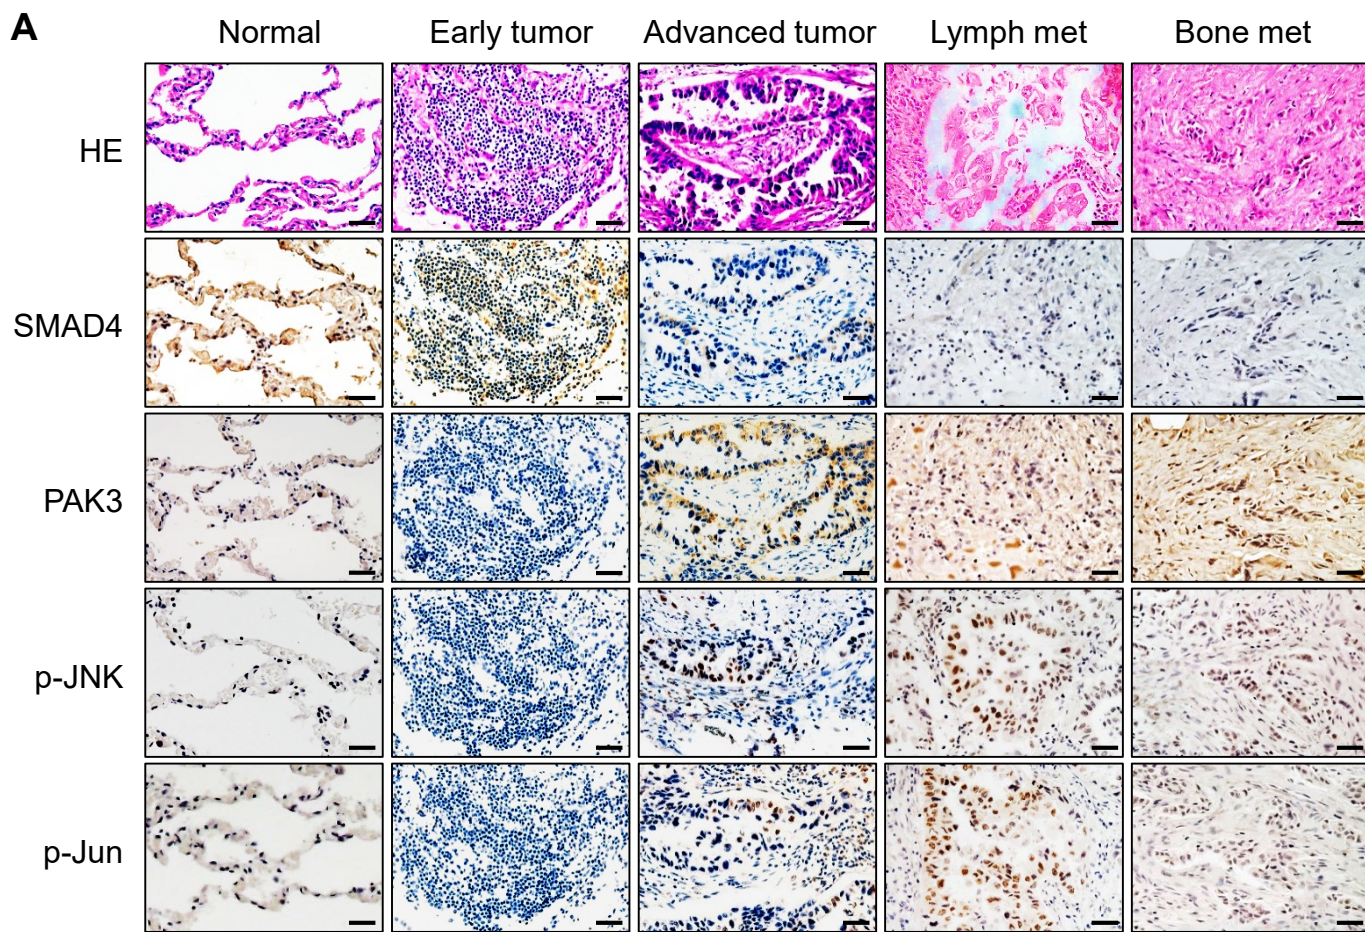 A
Normal Early tumor Advanced tumor Lymph met Bone met
HE
SMAD4
PAK3
p-JNK
p-Jun